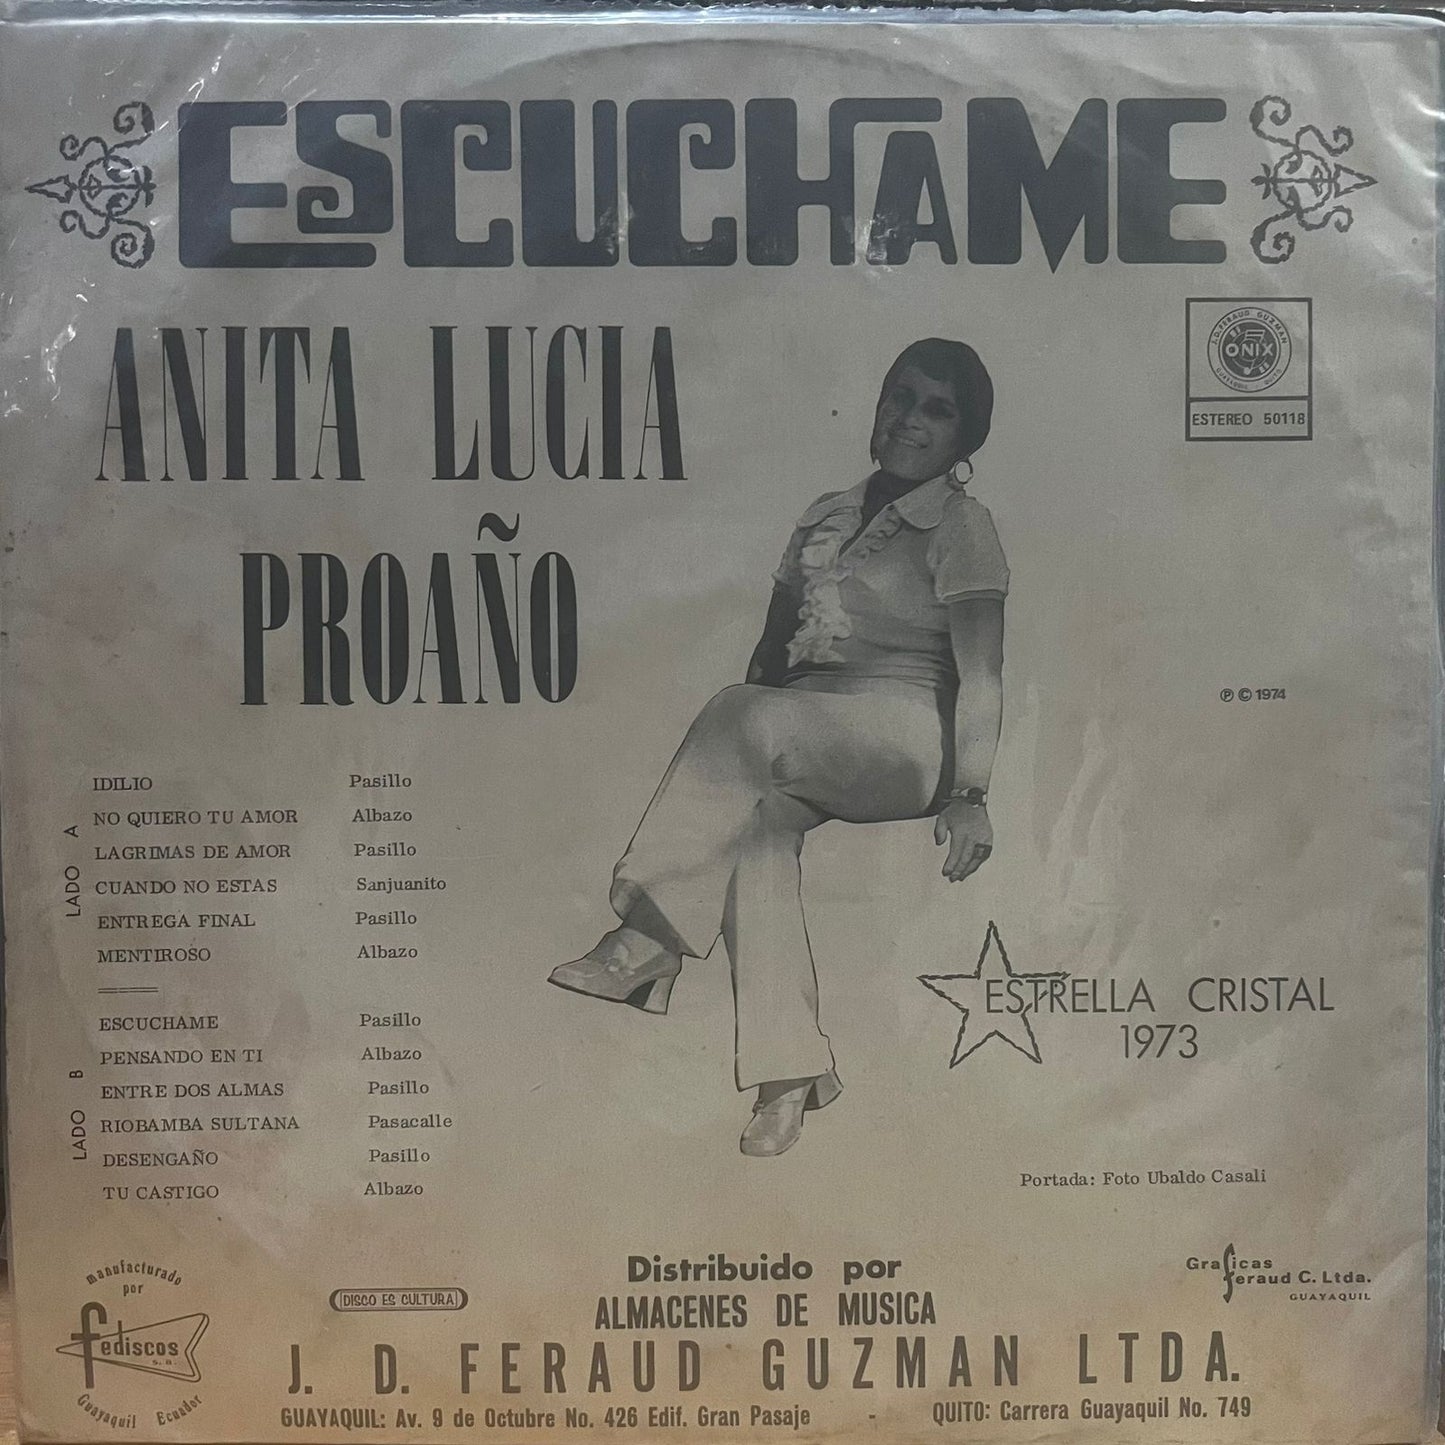 ESCUCHAME
ANITA LUCIA
PROAÑO
J.D. FERAUD GUZMAN
ONIX
GUAYAQUIL - QUITO
ESTEREO 50118
℗ © 1974
LADO A
IDILIO Pasillo
NO QUIERO TU AMOR Albazo
LAGRIMAS DE AMOR Pasillo
CUANDO NO ESTAS Sanjuanito
ENTREGA FINAL Pasillo
MENTIROSO Albazo
LADO B
ESCUCHAME Pasillo
PENSANDO EN TI Albazo
ENTRE DOS ALMAS Pasillo
RIOBAMBA SULTANA Pasacalle
DESENGAÑO Pasillo
TU CASTIGO Albazo
ESTRELLA CRISTAL
1973
Portada: Foto Ubaldo Casali
manufacturado
por
fediscos
s. a.
Guayaquil Ecuador
DISCO ES CULTURA
Distribuido por
ALMACENES DE MUSICA
J. D. FERAUD GUZMAN LTDA.
GUAYAQUIL: Av. 9 de Octubre No. 426 Edif. Gran Pasaje - QUITO: Carrera Guayaquil No. 749
Graficas
feraud C. Ltda.
GUAYAQUIL